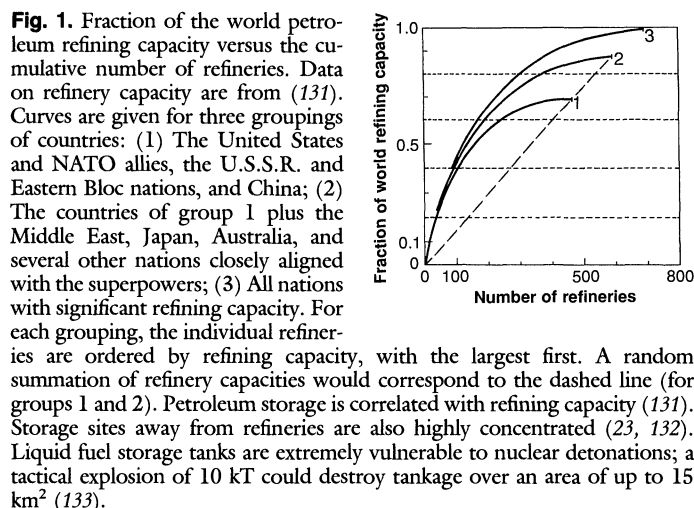 Fig. 1. Fraction of the world petro-
leum refining capacity versus the cu-
mulative number of refineries. Data
on refinery capacity are from (131).
Curves are given for three groupings
of countries: (1) The United States
and NATO allies, the U.S.S.R. and
Eastern Bloc nations, and China; (2)
The countries of group 1 plus the
Middle East, Japan, Australia, and
several other nations closely aligned
with the superpowers; (3) All nations
with significant refining capacity. For
each grouping, the individual refiner-
ies are ordered by refining capacity, with the largest first. A random
summation of refinery capacities would correspond to the dashed line (for
groups 1 and 2). Petroleum storage is correlated with refining capacity (131).
Storage sites away from refineries are also highly concentrated (23, 132).
Liquid fuel storage tanks are extremely vulnerable to nuclear detonations; a
tactical explosion of 10 kT could destroy tankage over an area of up to 15
km² (133).
Fraction of world refining capacity
1.0
0.5
0.1
0
3
2
1
0 100 500 800
Number of refineries